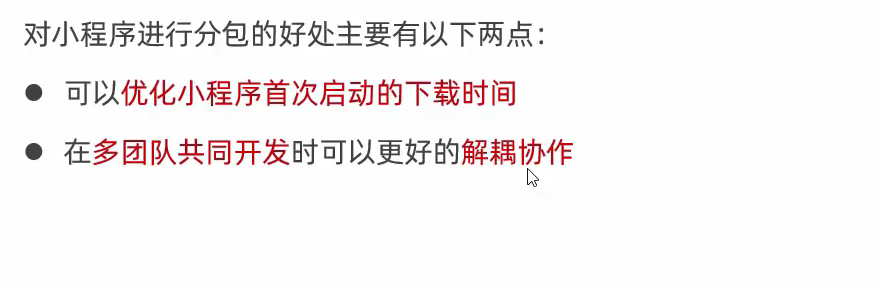 对小程序进行分包的好处主要有以下两点：
● 可以优化小程序首次启动的下载时间
● 在多团队共同开发时可以更好的解耦协作